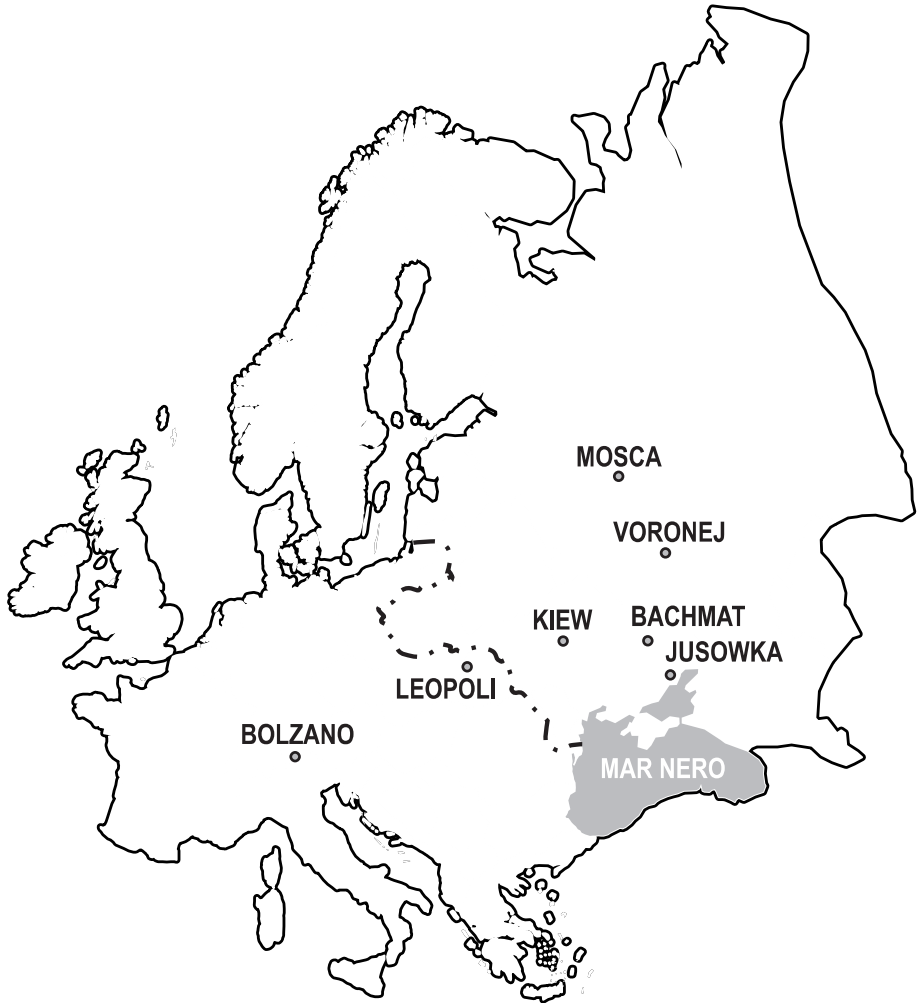 MOSCA
VORONEJ
KIEW
BACHMAT
JUSOWKA
LEOPOLI
BOLZANO
MAR NERO